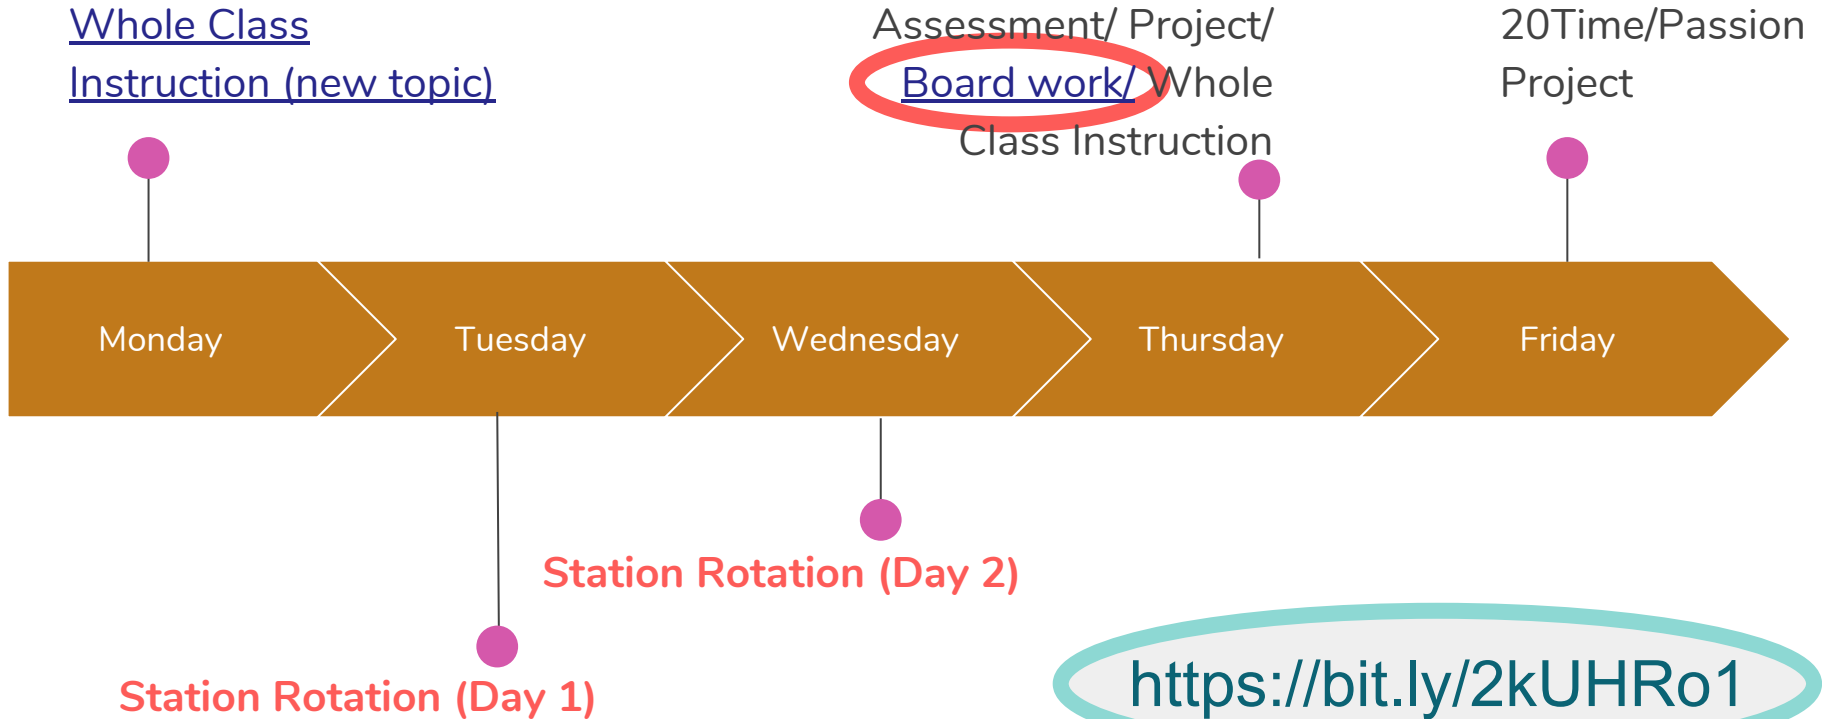 Whole Class
Instruction (new topic)
Assessment/ Project/
Board work/ Whole
Class Instruction
20Time/Passion
Project
Monday
Tuesday
Wednesday
Thursday
Friday
Station Rotation (Day 2)
Station Rotation (Day 1)
https://bit.ly/2kUHRo1